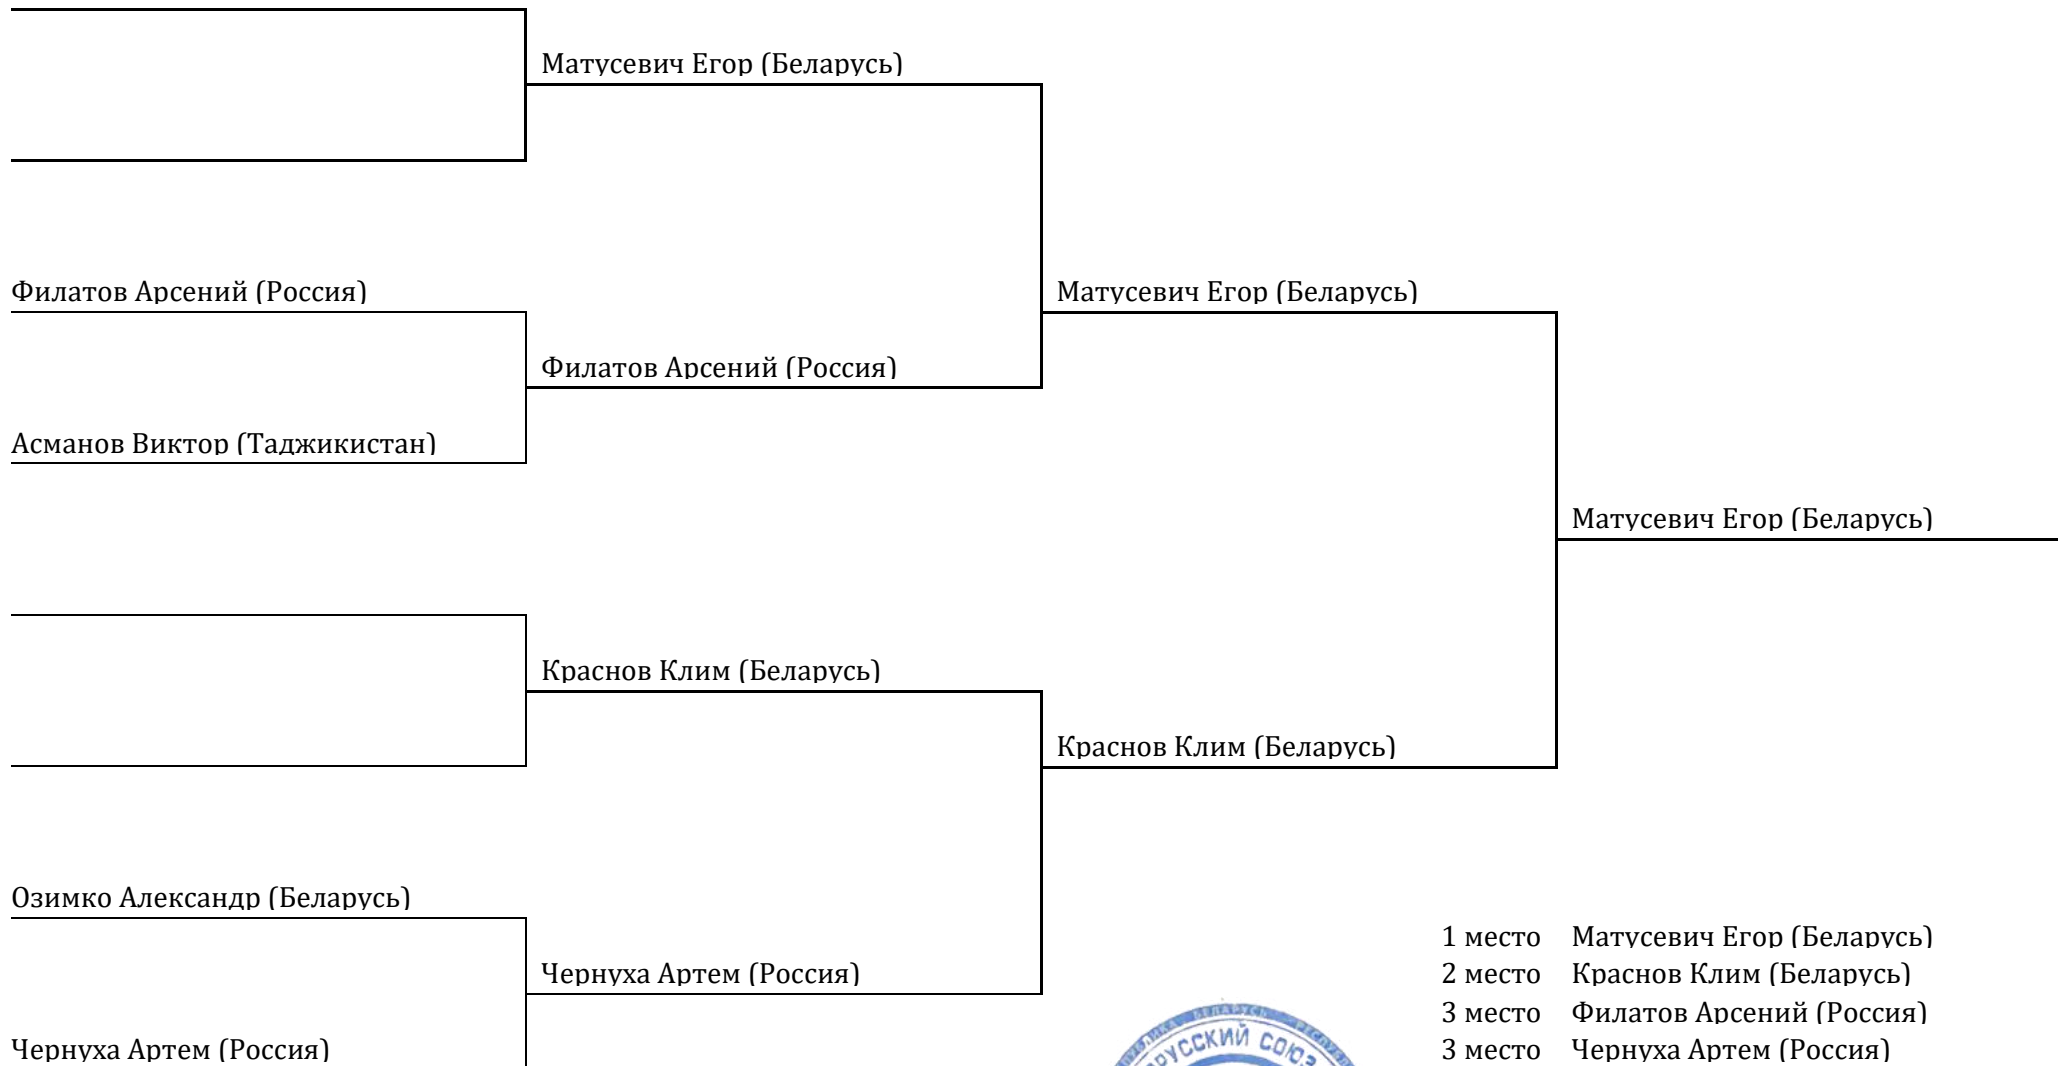 Матусевич Егор (Беларусь)
Филатов Арсений (Россия)
Матусевич Егор (Беларусь)
Филатов Арсений (Россия)
Асманов Виктор (Таджикистан)
Матусевич Егор (Беларусь)
Краснов Клим (Беларусь)
Краснов Клим (Беларусь)
Озимко Александр (Беларусь)
1 место Матусевич Егор (Беларусь)
Чернуха Артем (Россия)
2 место Краснов Клим (Беларусь)
3 место Филатов Арсений (Россия)
Чернуха Артем (Россия)
3 место Чернуха Артем (Россия)
БЕЛАРУСЬ
СОЮЗ